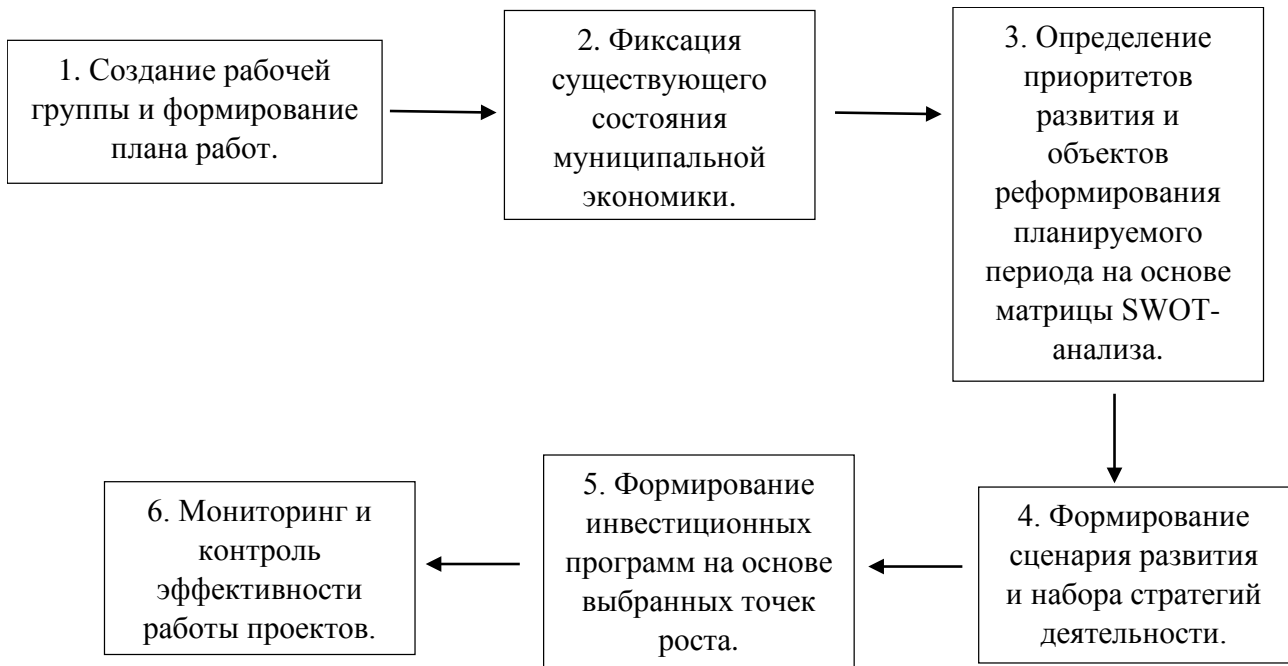 1. Создание рабочей
группы и формирование
плана работ.
2. Фиксация
существующего
состояния
муниципальной
экономики.
3. Определение
приоритетов
развития и
объектов
реформирования
планируемого
периода на основе
матрицы SWOT-
анализа.
4. Формирование
сценария развития
и набора стратегий
деятельности.
5. Формирование
инвестиционных
программ на основе
выбранных точек
роста.
6. Мониторинг и
контроль
эффективности
работы проектов.